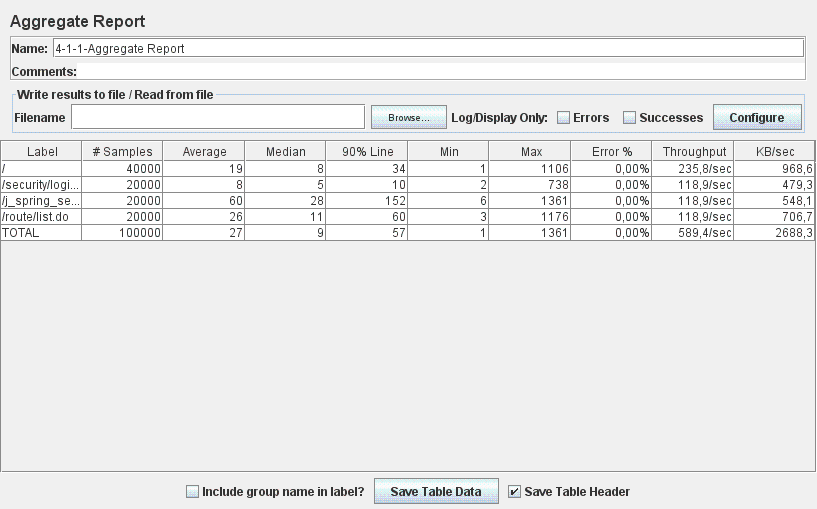 Aggregate Report
Name: 4-1-1-Aggregate Report
Comments:
Write results to file / Read from file
Filename Browse... Log/Display Only: Errors Successes Configure
Label # Samples Average Median 90% Line Min Max Error % Throughput KB/sec
/ 40000 19 8 34 1 1106 0,00% 235,8/sec 968,6
/security/logi... 20000 8 5 10 2 738 0,00% 118,9/sec 479,3
/j_spring_se... 20000 60 28 152 6 1361 0,00% 118,9/sec 548,1
/route/list.do 20000 26 11 60 3 1176 0,00% 118,9/sec 706,7
TOTAL 100000 27 9 57 1 1361 0,00% 589,4/sec 2688,3
Include group name in label? Save Table Data Save Table Header